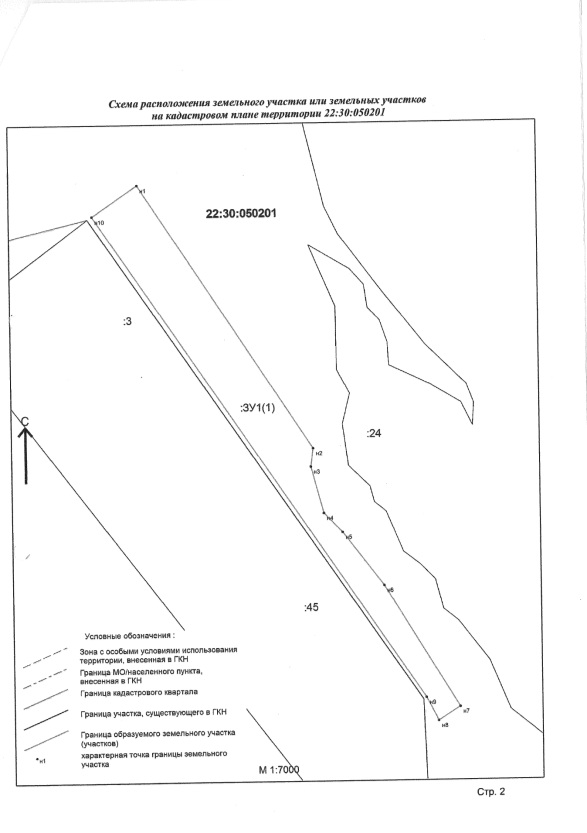 Схема расположения земельного участка или земельных участков
на кадастровом плане территории 22:30:050201
н1
22:30:050201
н10
:3
:ЗУ1(1)
С
:24
н2
н3
н4
н5
н6
:45
н9
н7
н8
Условные обозначения :
Зона с особыми условиями использования
территории, внесенная в ГКН
Граница МО/населенного пункта,
внесенная в ГКН
Граница кадастрового квартала
Граница участка, существующего в ГКН
Граница образуемого земельного участка
(участков)
н1
характерная точка границы земельного
участка
М 1:7000
Стр. 2